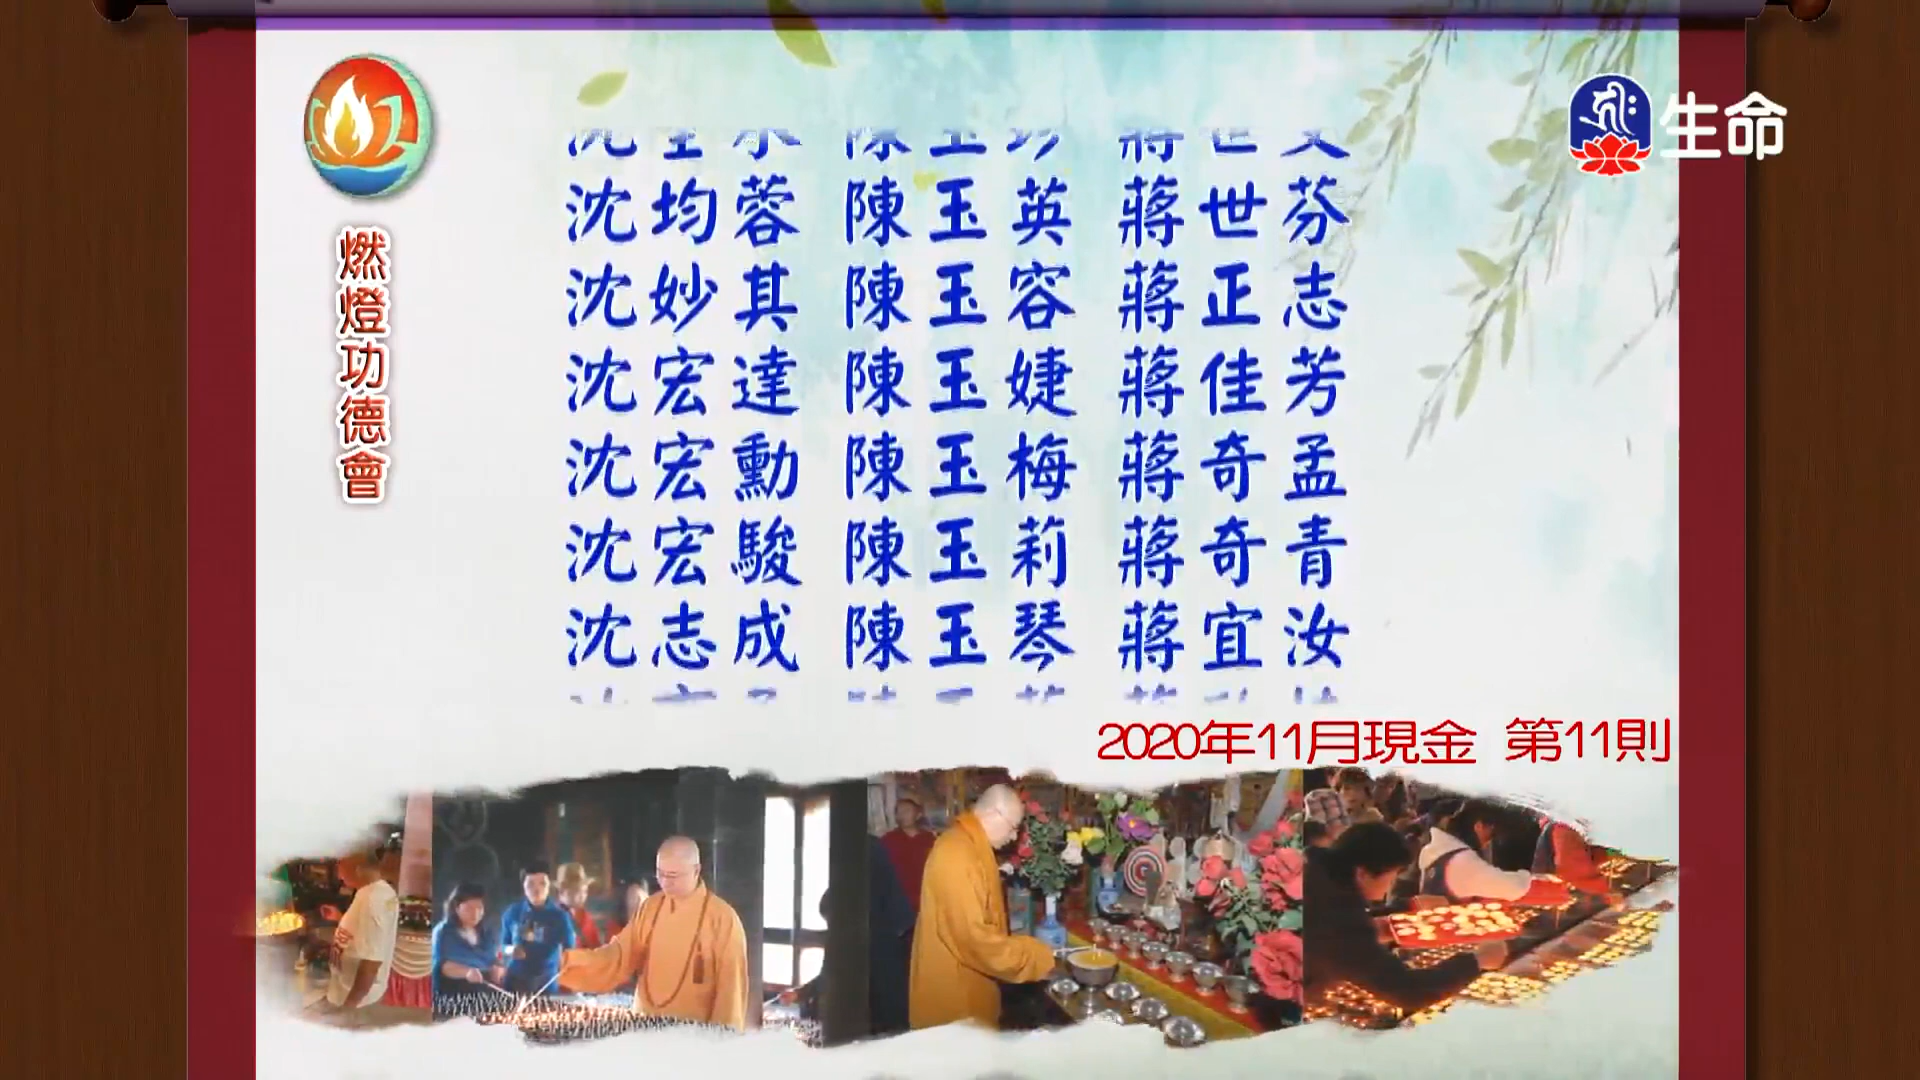 生命
燃燈功德會
沈均蓉 陳玉英 蔣世芬
沈妙其 陳玉容 蔣正志
沈宏達 陳玉婕 蔣佳芳
沈宏勳 陳玉梅 蔣奇孟
沈宏駿 陳玉莉 蔣奇青
沈志成 陳玉琴 蔣宜汝
2020年11月現金 第11則